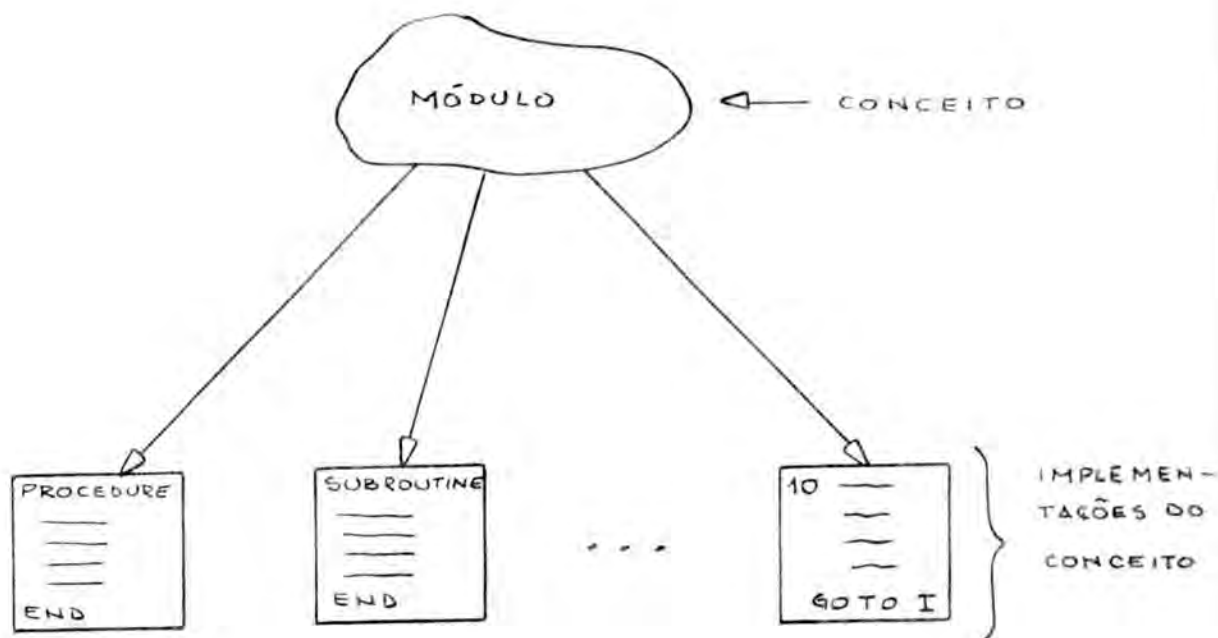 MÓDULO
CONCEITO
PROCEDURE
END
SUBROUTINE
END
...
10
GOTO I
IMPLEMEN-
TAÇÕES DO
CONCEITO